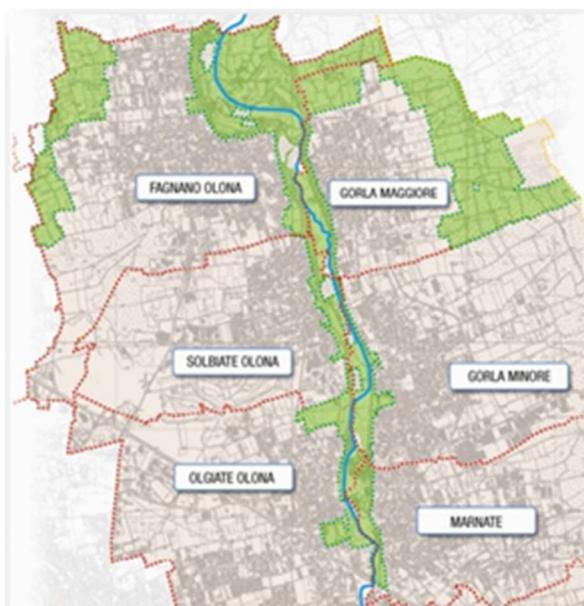 FAGNANO OLONA
GORLA MAGGIORE
SOLBIATE OLONA
GORLA MINORE
OLGIATE OLONA
MARNATE